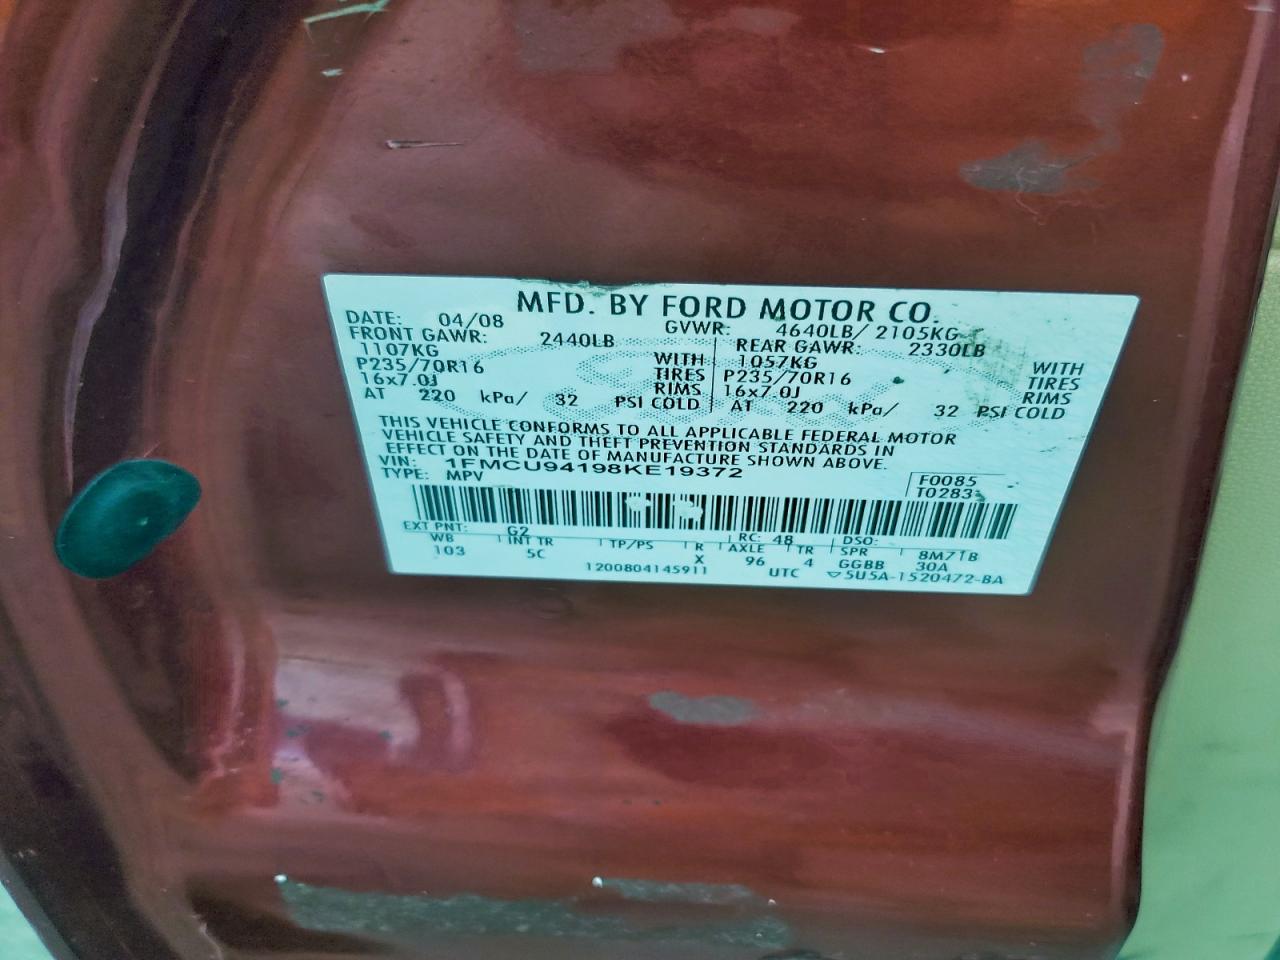 MFD. BY FORD MOTOR CO.
DATE: 04/08 GVWR: 4640LB/ 2105KG
FRONT GAWR: 2440LB REAR GAWR: 2330LB
1107KG WITH 1057KG WITH
P235/70R16 TIRES P235/70R16 TIRES
16x7.0J RIMS 16x7.0J RIMS
AT 220 kPa/ 32 PSI COLD AT 220 kPa/ 32 PSI COLD
THIS VEHICLE CONFORMS TO ALL APPLICABLE FEDERAL MOTOR
VEHICLE SAFETY AND THEFT PREVENTION STANDARDS IN
EFFECT ON THE DATE OF MANUFACTURE SHOWN ABOVE.
VIN: 1FMCU94198KE19372
TYPE: MPV
F0085
T0283
EXT PNT: G2 RC: 48 DSO:
WB INT TR TP/PS R AXLE TR SPR 8M71B
103 5C X 96 4 GGBB 30A
1200804145911 UTC ▽5U5A-1520472-BA